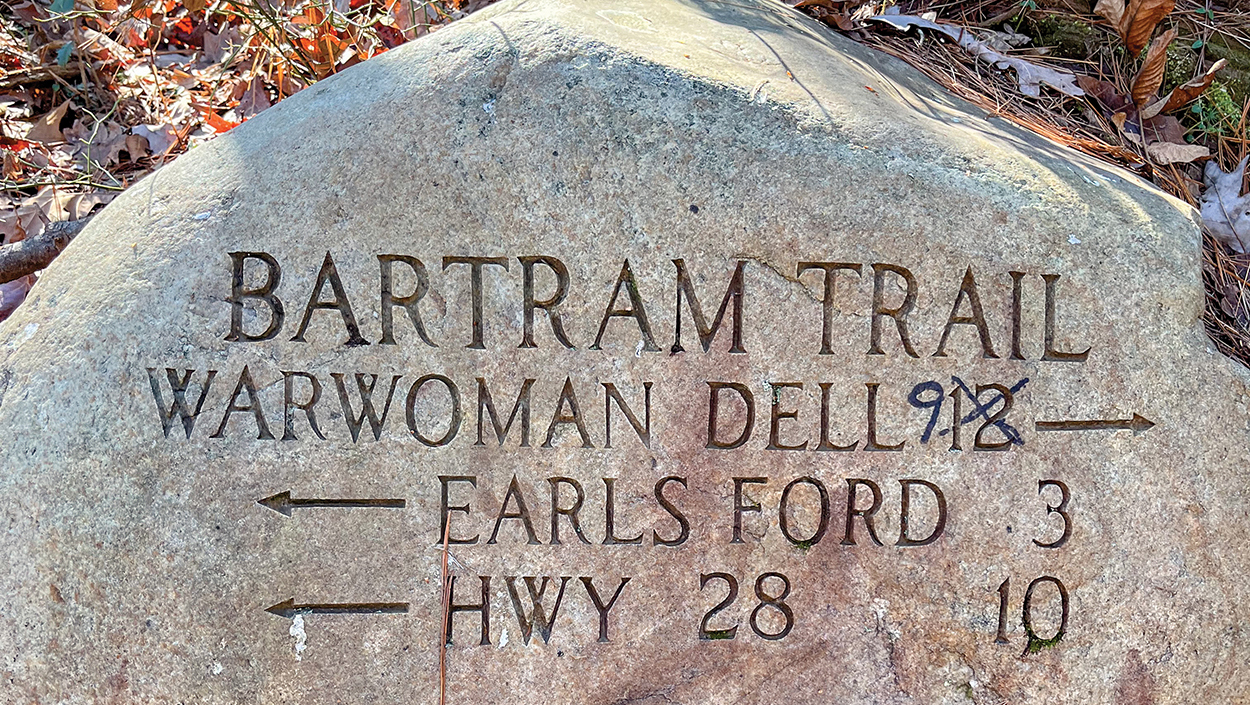 BARTRAM TRAIL
WARWOMAN DELL 9. 12 →
← EARLS FORD 3
← HWY 28 10